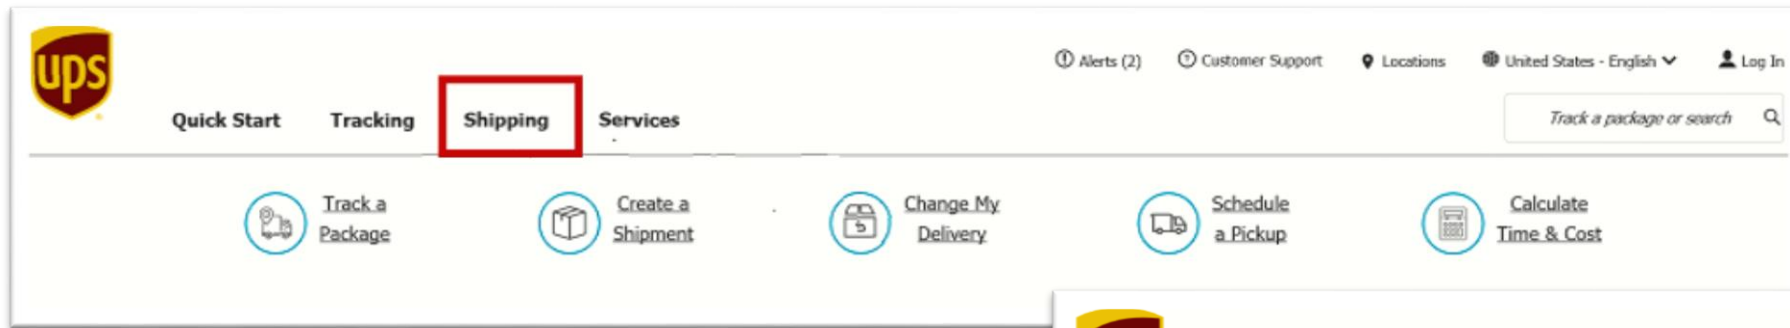 ups
Alerts (2) Customer Support Locations United States - English Log In
Quick Start Tracking Shipping Services Track a package or search
Track a
Package
Create a
Shipment
Change My
Delivery
Schedule
a Pickup
Calculate
Time & Cost